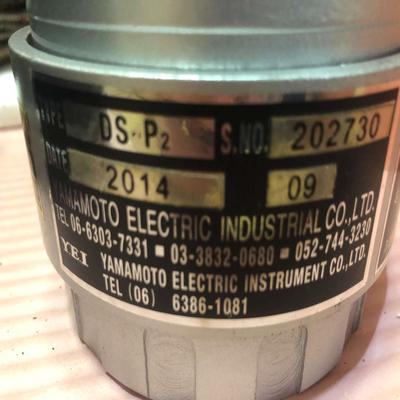 TYPE DS-P2 S.NO. 202730
DATE 2014 09
YAMAMOTO ELECTRIC INDUSTRIAL CO.,LTD.
TEL 06-6303-7331 • 03-3832-0680 • 052-744-3230
YEI YAMAMOTO ELECTRIC INSTRUMENT CO.,LTD.
TEL (06) 6386-1081